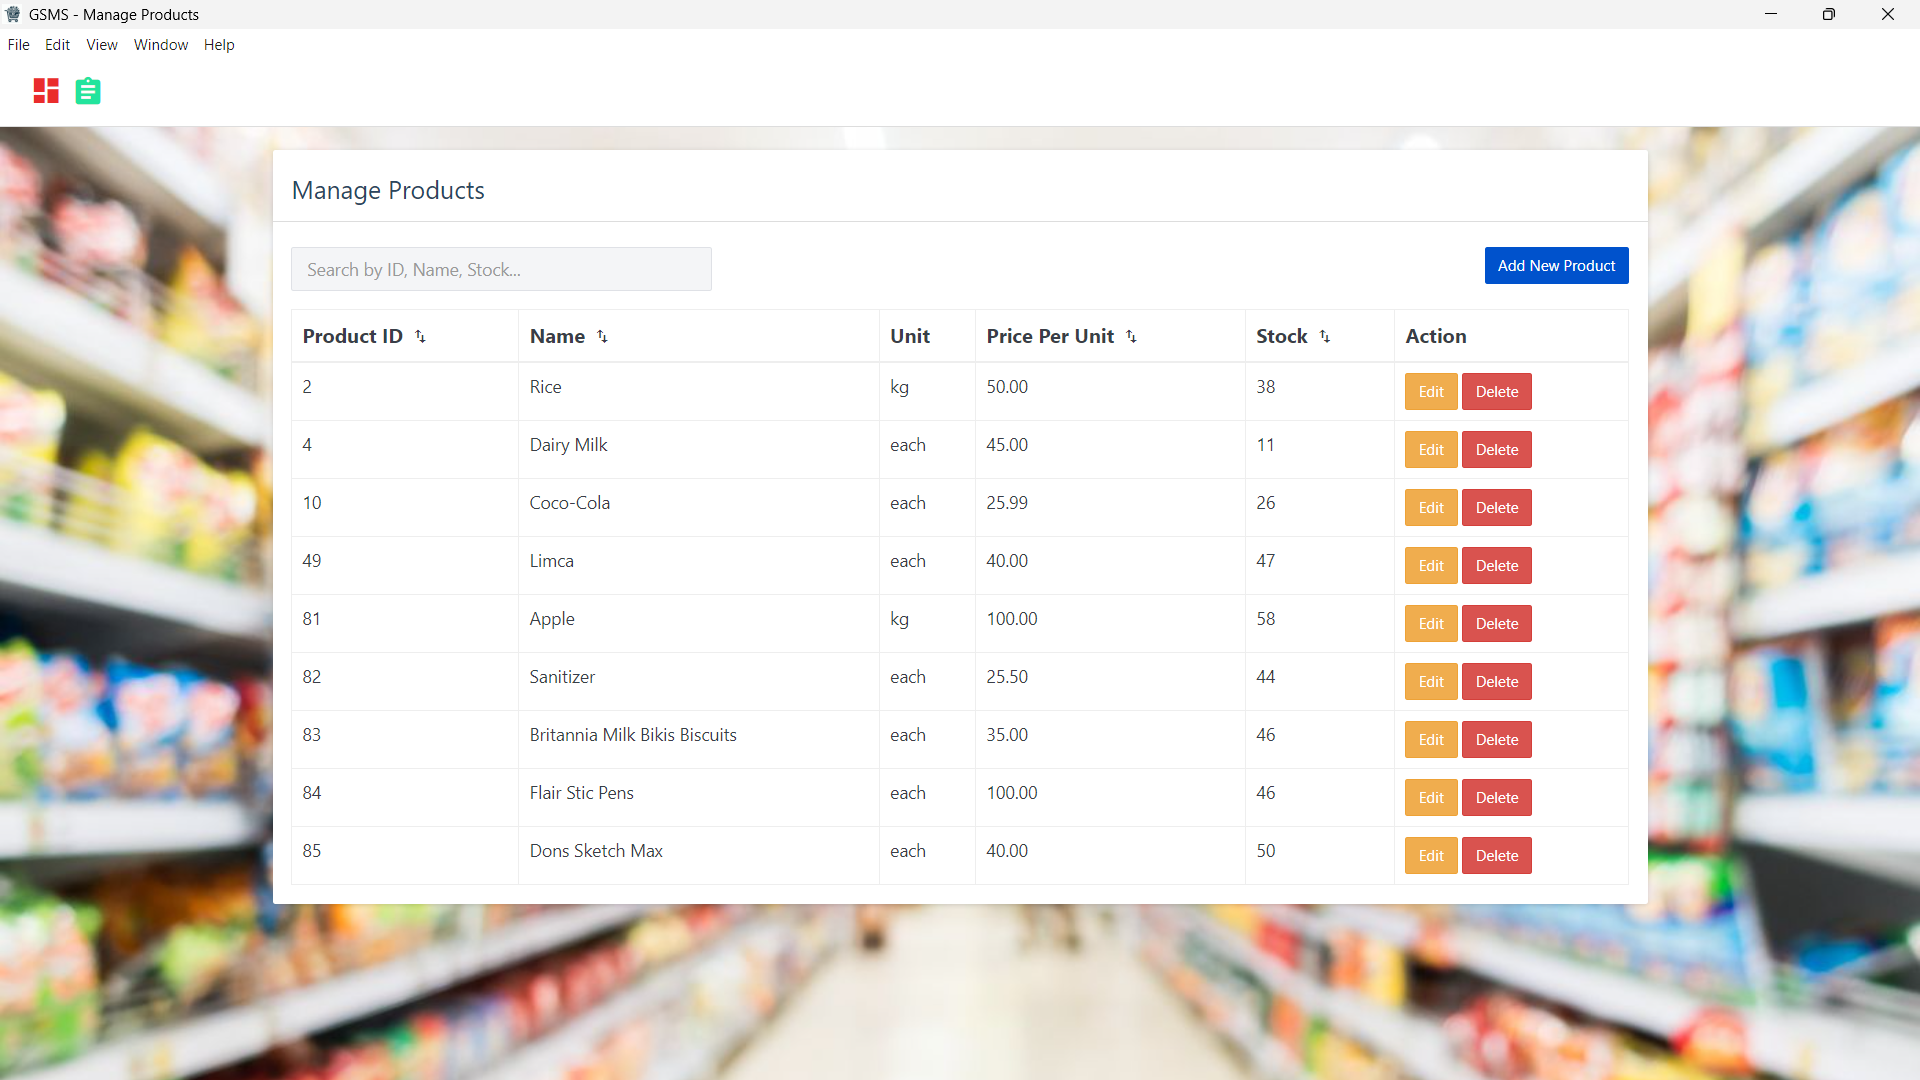 GSMS - Manage Products
File Edit View Window Help
Manage Products
Search by ID, Name, Stock...
Add New Product
Product ID Name Unit Price Per Unit Stock Action
2 Rice kg 50.00 38 Edit Delete
4 Dairy Milk each 45.00 11 Edit Delete
10 Coco-Cola each 25.99 26 Edit Delete
49 Limca each 40.00 47 Edit Delete
81 Apple kg 100.00 58 Edit Delete
82 Sanitizer each 25.50 44 Edit Delete
83 Britannia Milk Bikis Biscuits each 35.00 46 Edit Delete
84 Flair Stic Pens each 100.00 46 Edit Delete
85 Dons Sketch Max each 40.00 50 Edit Delete